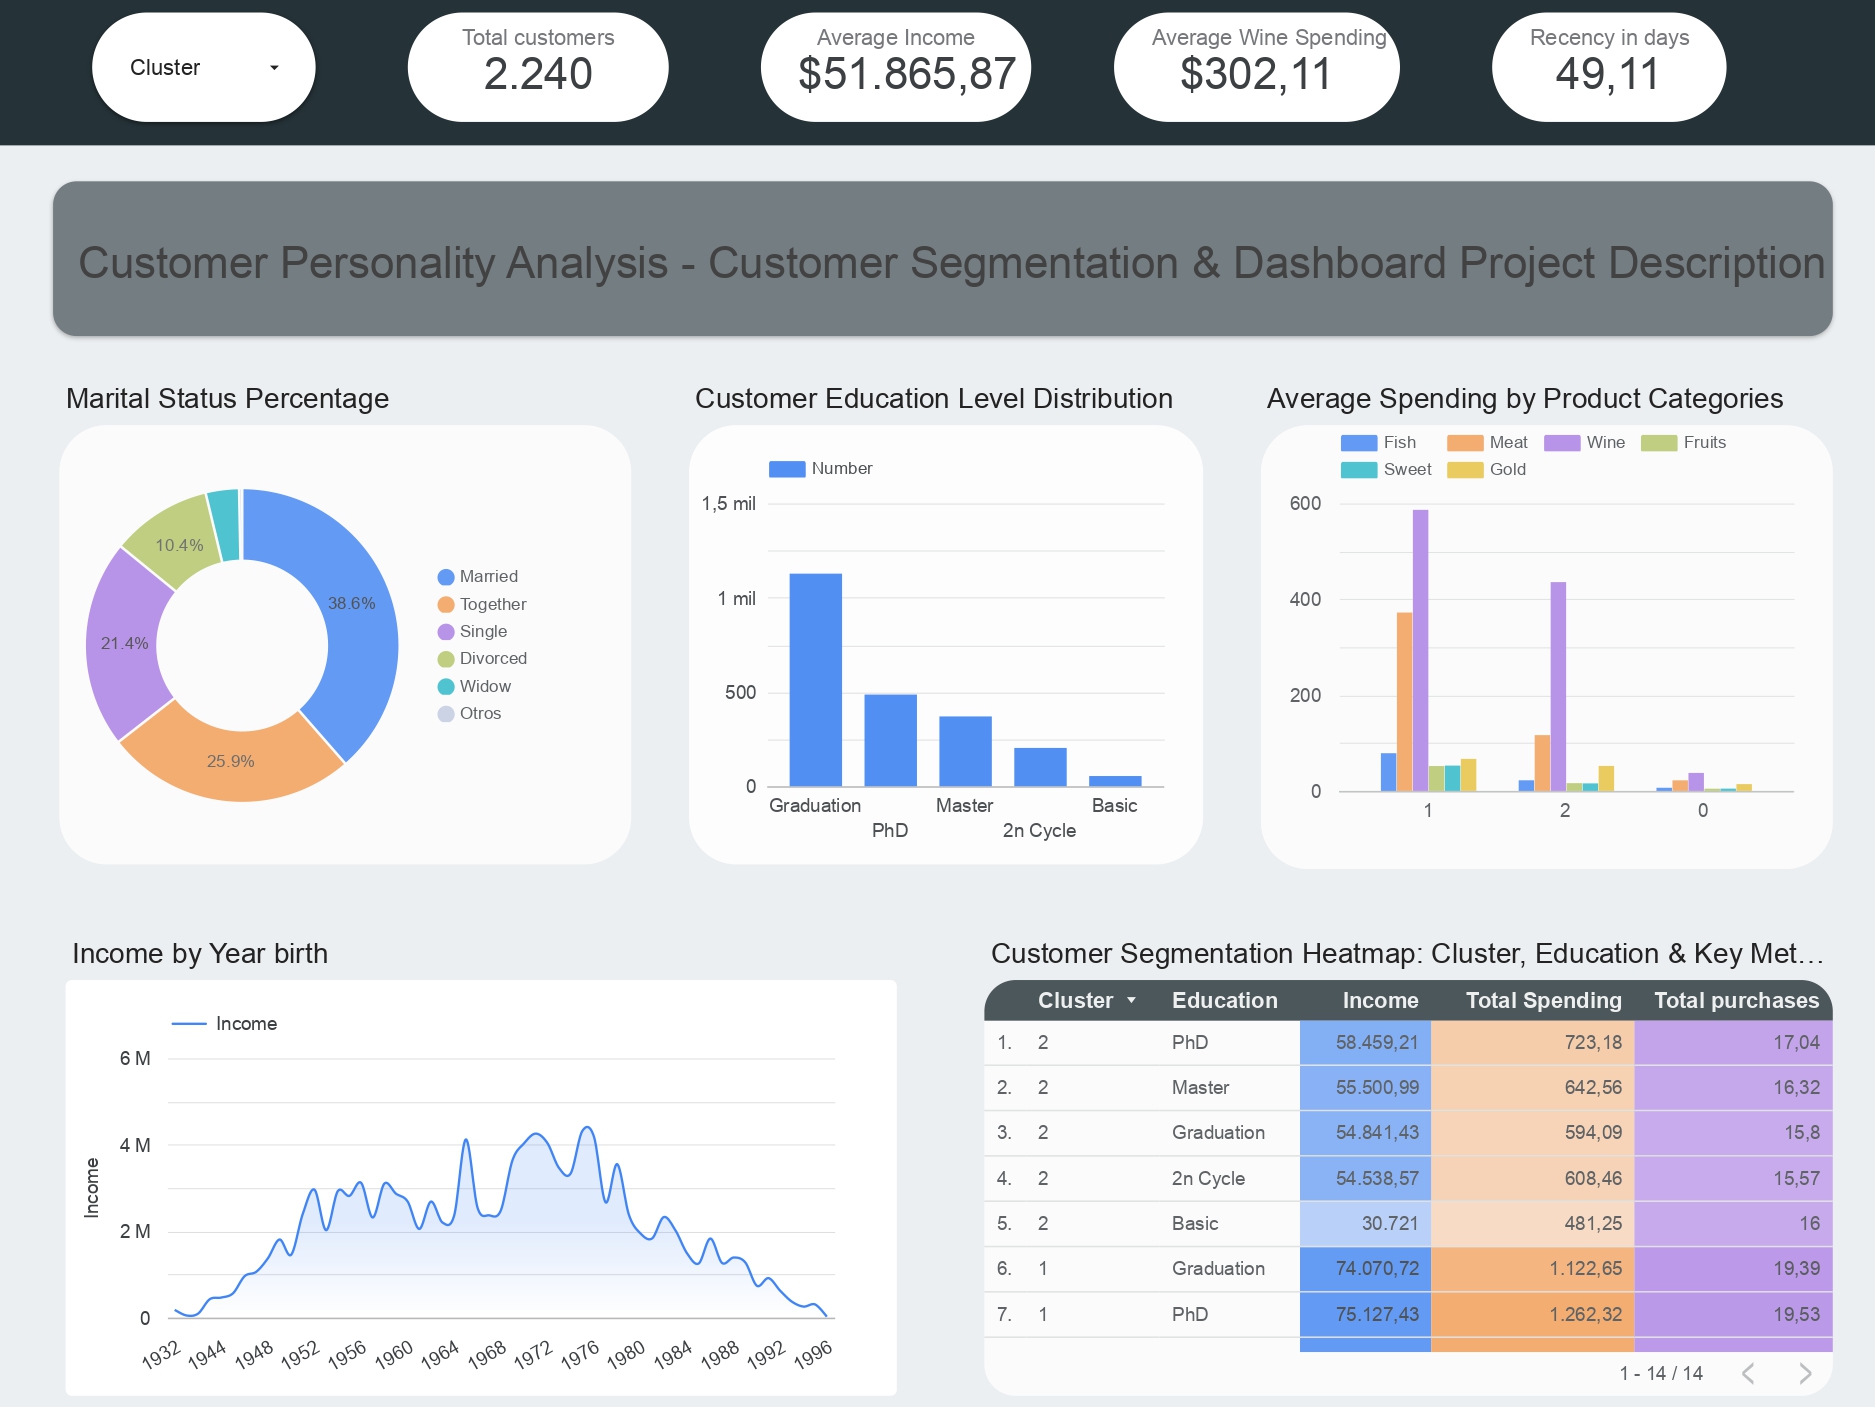 Cluster
Total customers
2.240
Average Income
$51.865,87
Average Wine Spending
$302,11
Recency in days
49,11
Customer Personality Analysis - Customer Segmentation & Dashboard Project Description
Marital Status Percentage
38.6%
25.9%
21.4%
10.4%
Married
Together
Single
Divorced
Widow
Otros
Customer Education Level Distribution
Number
1,5 mil
1 mil
500
0
Graduation
PhD
Master
2n Cycle
Basic
Average Spending by Product Categories
Fish Meat Wine Fruits
Sweet Gold
600
400
200
0
1 2 0
Income by Year birth
Income
Income
6 M
4 M
2 M
0
1932 1944 1948 1952 1956 1960 1964 1968 1972 1976 1980 1984 1988 1992 1996
Customer Segmentation Heatmap: Cluster, Education & Key Met…
Cluster Education Income Total Spending Total purchases
1. 2 PhD 58.459,21 723,18 17,04
2. 2 Master 55.500,99 642,56 16,32
3. 2 Graduation 54.841,43 594,09 15,8
4. 2 2n Cycle 54.538,57 608,46 15,57
5. 2 Basic 30.721 481,25 16
6. 1 Graduation 74.070,72 1.122,65 19,39
7. 1 PhD 75.127,43 1.262,32 19,53
1 - 14 / 14